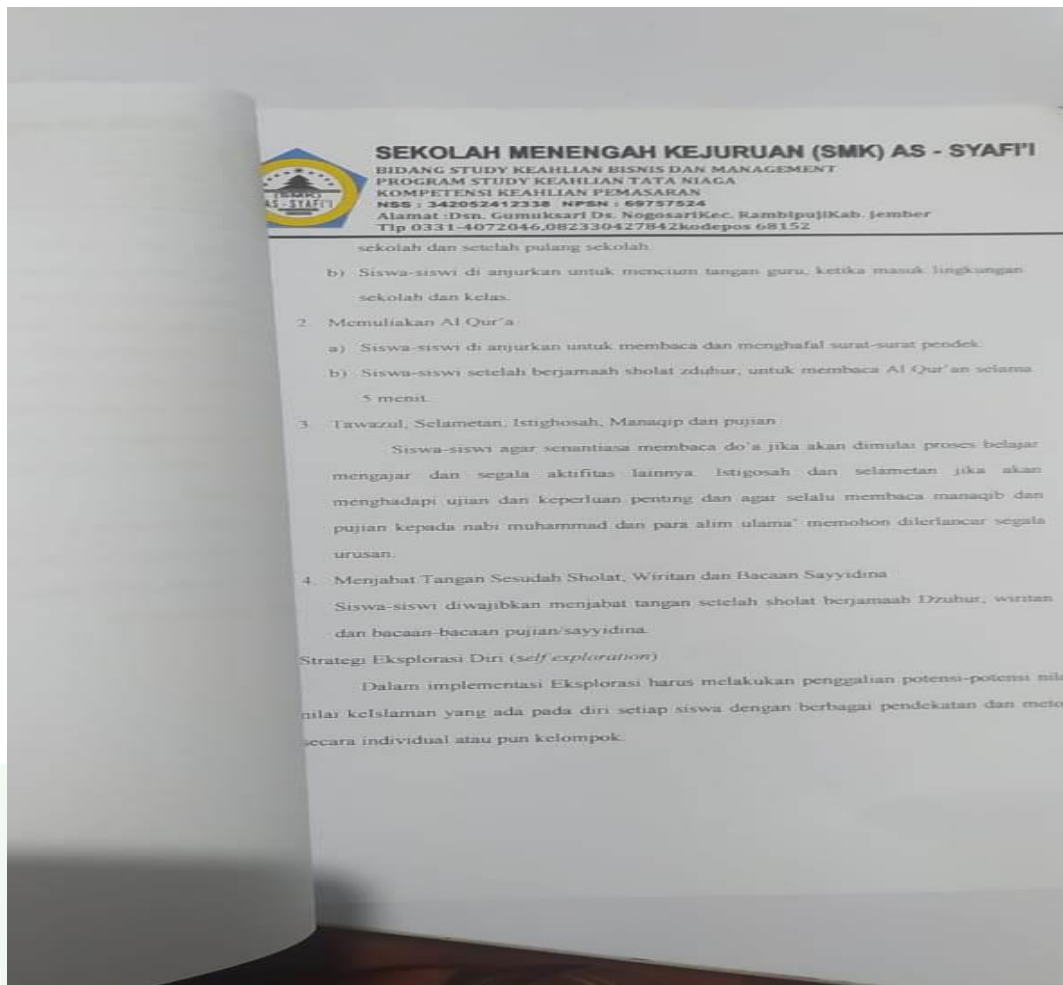 SEKOLAH MENENGAH KEJURUAN (SMK) AS - SYAFI'I
BIDANG STUDY KEAHLIAN BISNIS DAN MANAGEMENT
PROGRAM STUDY KEAHLIAN TATA NIAGA
KOMPETENSI KEAHLIAN PEMASARAN
NSS : 342052412338 NPSN : 69757524
Alamat :Dsn. Gumuksari Ds. NogosariKec. RambipujiKab. Jember
Tlp 0331-4072046,082330427842kodepos 68152
(SMK)
AS - SYAFI'I
sekolah dan setelah pulang sekolah.
b) Siswa-siswi di anjurkan untuk mencium tangan guru, ketika masuk lingkungan
sekolah dan kelas.
2. Memuliakan Al Qur'a
a) Siswa-siswi di anjurkan untuk membaca dan menghafal surat-surat pendek.
b) Siswa-siswi setelah berjamaah sholat zduhur, untuk membaca Al Qur'an selama
5 menit.
3. Tawazul, Selametan, Istighosah, Manaqip dan pujian
Siswa-siswi agar senantiasa membaca do'a jika akan dimulai proses belajar
mengajar dan segala aktifitas lainnya. Istigosah dan selametan jika akan
menghadapi ujian dan keperluan penting dan agar selalu membaca manaqib dan
pujian kepada nabi muhammad dan para alim ulama' memohon dilerlancar segala
urusan.
4. Menjabat Tangan Sesudah Sholat, Wiritan dan Bacaan Sayyidina
Siswa-siswi diwajibkan menjabat tangan setelah sholat berjamaah Dzuhur, wiritan
dan bacaan-bacaan pujian/sayyidina.
Strategi Eksplorasi Diri (self exploration)
Dalam implementasi Eksplorasi harus melakukan penggalian potensi-potensi nila
nilai keIslaman yang ada pada diri setiap siswa dengan berbagai pendekatan dan meto
secara individual atau pun kelompok.